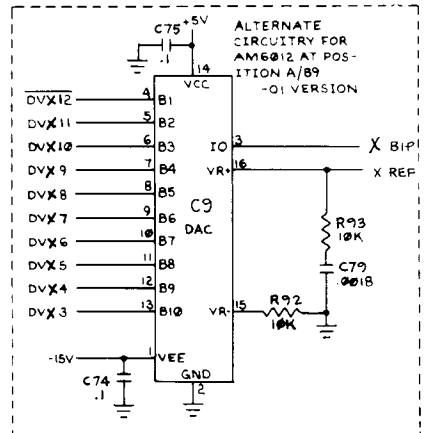 C75
+5V
.1
ALTERNATE
CIRCUITRY FOR
AM6012 AT POS-
ITION A/B9
-01 VERSION
14
VCC
DVX12 4 B1
DVX11 5 B2
DVX10 6 B3
DVX9 7 B4
DVX8 8 B5
DVX7 9 B6
DVX6 10 B7
DVX5 11 B8
DVX4 12 B9
DVX3 13 B10
IO 3 X BIP
VR+ 16 X REF
C9
DAC
R93
10K
C79
.0018
VR- 15 R92
10K
-15V 1 VEE
C74
.1
GND
2